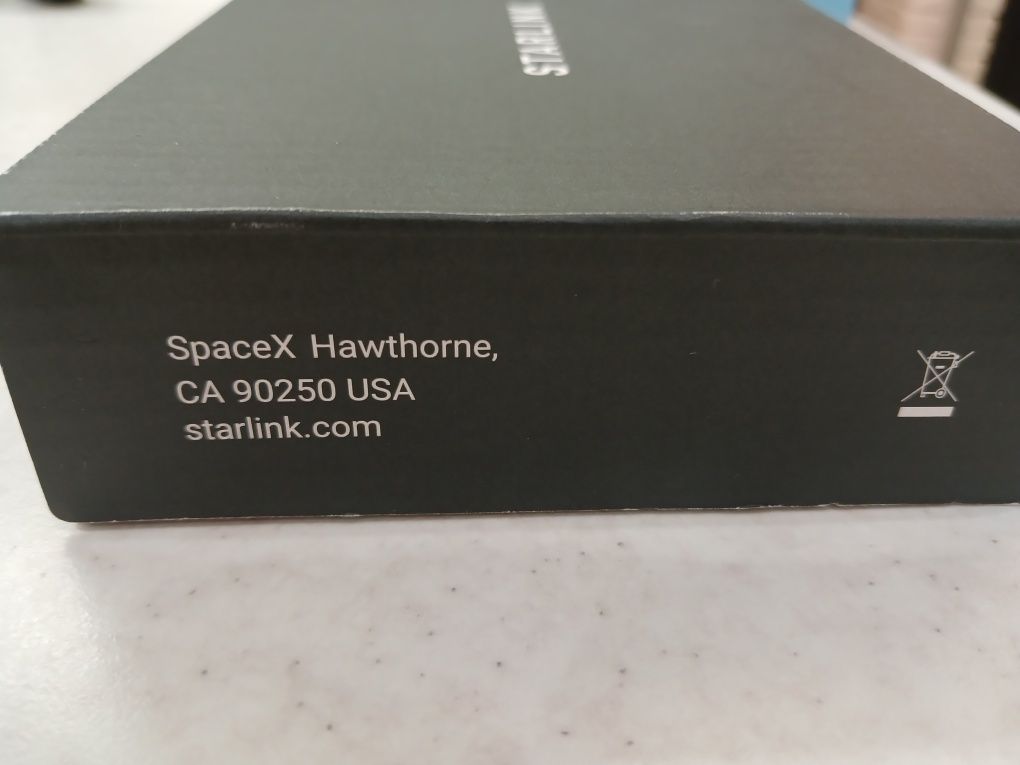 STARLINK
SpaceX Hawthorne,
CA 90250 USA
starlink.com